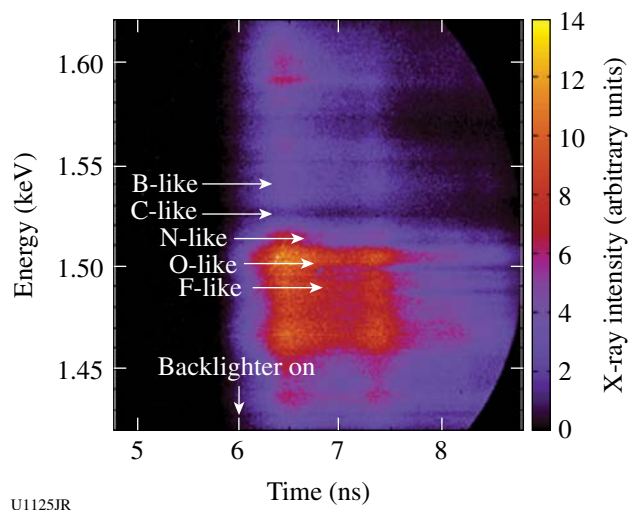 14
1.60
12
10
1.55
B-like
8
C-like
N-like
6
1.50
O-like
F-like
4
1.45
Backlighter on
2
0
5
6
7
8
Energy (keV)
X-ray intensity (arbitrary units)
Time (ns)
U1125JR